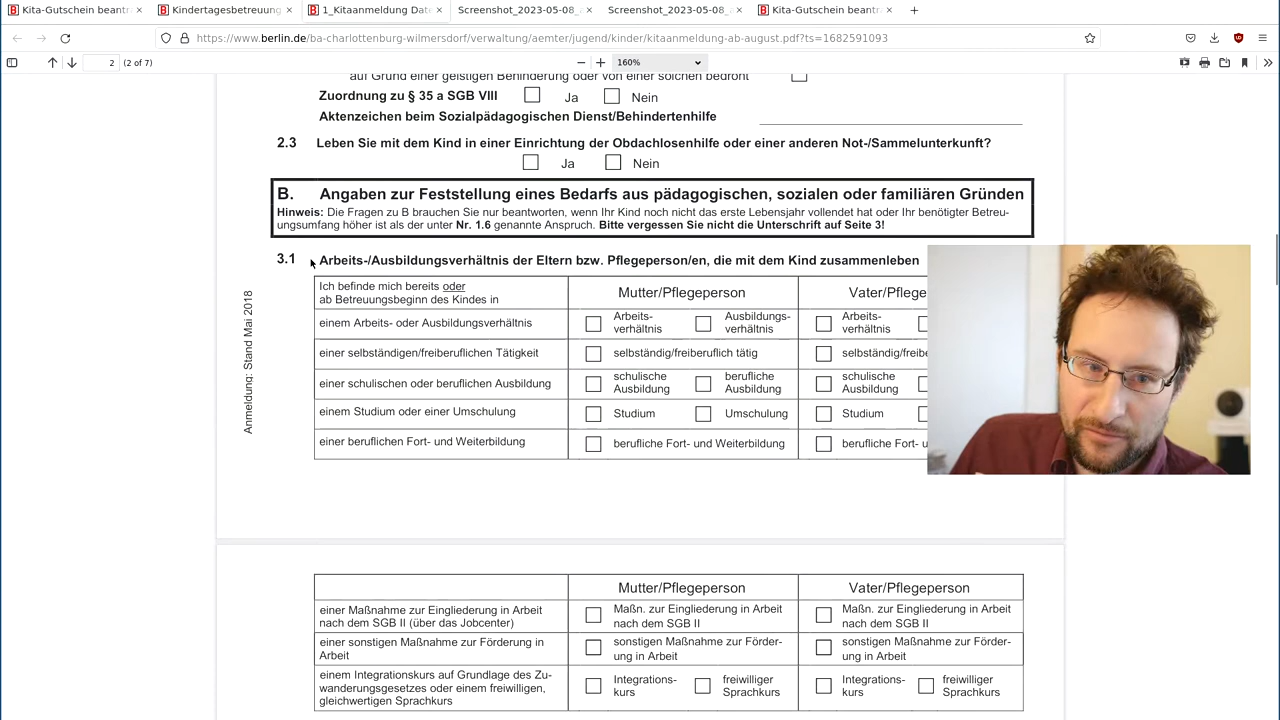 Kita-Gutschein beantr
Kindertagesbetreuung
1_Kitaanmeldung Date
Screenshot_2023-05-08_
Screenshot_2023-05-08_
Kita-Gutschein beantr
https://www.berlin.de/ba-charlottenburg-wilmersdorf/verwaltung/aemter/jugend/kinder/kitaanmeldung-ab-august.pdf?ts=1682591093
2 (2 of 7)
160%
auf Grund einer geistigen Behinderung oder von einer solchen bedroht
Zuordnung zu § 35 a SGB VIII Ja Nein
Aktenzeichen beim Sozialpädagogischen Dienst/Behindertenhilfe
2.3 Leben Sie mit dem Kind in einer Einrichtung der Obdachlosenhilfe oder einer anderen Not-/Sammelunterkunft?
Ja Nein
B. Angaben zur Feststellung eines Bedarfs aus pädagogischen, sozialen oder familiären Gründen
Hinweis: Die Fragen zu B brauchen Sie nur beantworten, wenn Ihr Kind noch nicht das erste Lebensjahr vollendet hat oder Ihr benötigter Betreu-
ungsumfang höher ist als der unter Nr. 1.6 genannte Anspruch. Bitte vergessen Sie nicht die Unterschrift auf Seite 3!
3.1 Arbeits-/Ausbildungsverhältnis der Eltern bzw. Pflegeperson/en, die mit dem Kind zusammenleben
Ich befinde mich bereits oder
ab Betreuungsbeginn des Kindes in
Mutter/Pflegeperson
Vater/Pflege
einem Arbeits- oder Ausbildungsverhältnis
Arbeits-
verhältnis
Ausbildungs-
verhältnis
Arbeits-
verhältnis
einer selbständigen/freiberuflichen Tätigkeit
selbständig/freiberuflich tätig
selbständig/freibe
einer schulischen oder beruflichen Ausbildung
schulische
Ausbildung
berufliche
Ausbildung
schulische
Ausbildung
einem Studium oder einer Umschulung
Studium
Umschulung
Studium
einer beruflichen Fort- und Weiterbildung
berufliche Fort- und Weiterbildung
berufliche Fort- u
Anmeldung: Stand Mai 2018
Mutter/Pflegeperson
Vater/Pflegeperson
einer Maßnahme zur Eingliederung in Arbeit
nach dem SGB II (über das Jobcenter)
Maßn. zur Eingliederung in Arbeit
nach dem SGB II
Maßn. zur Eingliederung in Arbeit
nach dem SGB II
einer sonstigen Maßnahme zur Förderung in
Arbeit
sonstigen Maßnahme zur Förder-
ung in Arbeit
sonstigen Maßnahme zur Förder-
ung in Arbeit
einem Integrationskurs auf Grundlage des Zu-
wanderungsgesetzes oder einem freiwilligen,
gleichwertigen Sprachkurs
Integrations-
kurs
freiwilliger
Sprachkurs
Integrations-
kurs
freiwilliger
Sprachkurs